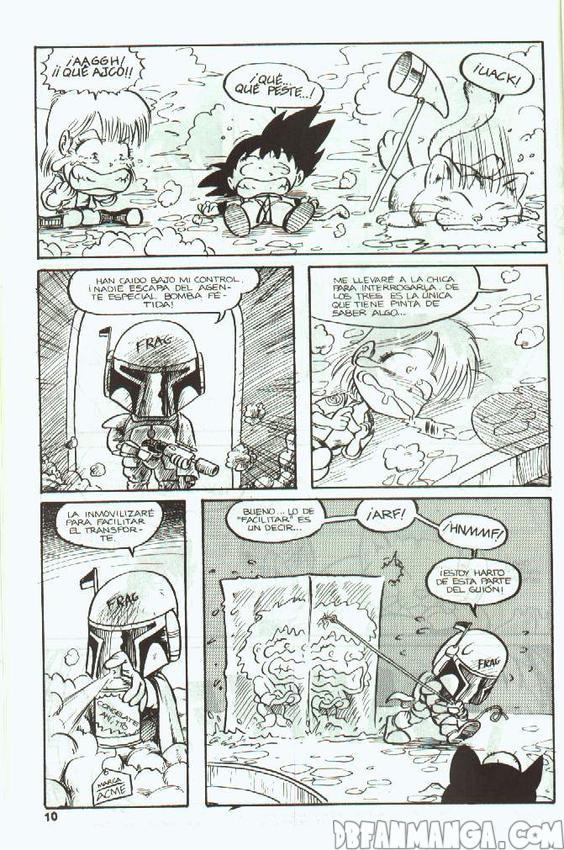 ¡AAGGH!
¡¡QUÉ ASCO!!
¡QUÉ...
QUÉ PESTE...!
¡UACK!
HAN CAIDO BAJO MI CONTROL.
¡NADIE ESCAPA DEL AGEN-
TE ESPECIAL BOMBA FÉ-
TIDA!
FRAG
ME LLEVARÉ A LA CHICA
PARA INTERROGARLA. DE
LOS TRES ES LA ÚNICA
QUE TIENE PINTA DE
SABER ALGO...
LA INMOVILIZARÉ
PARA FACILITAR
EL TRANSPOR-
TE.
FRAG
CONGELATE
MARCA
ACME
BUENO... LO DE
"FACILITAR" ES
UN DECIR...
¡ARF!
¡HNMMF!
¡ESTOY HARTO
DE ESTA PARTE
DEL GUIÓN!
FRAG
10
DBFANMANGA.COM